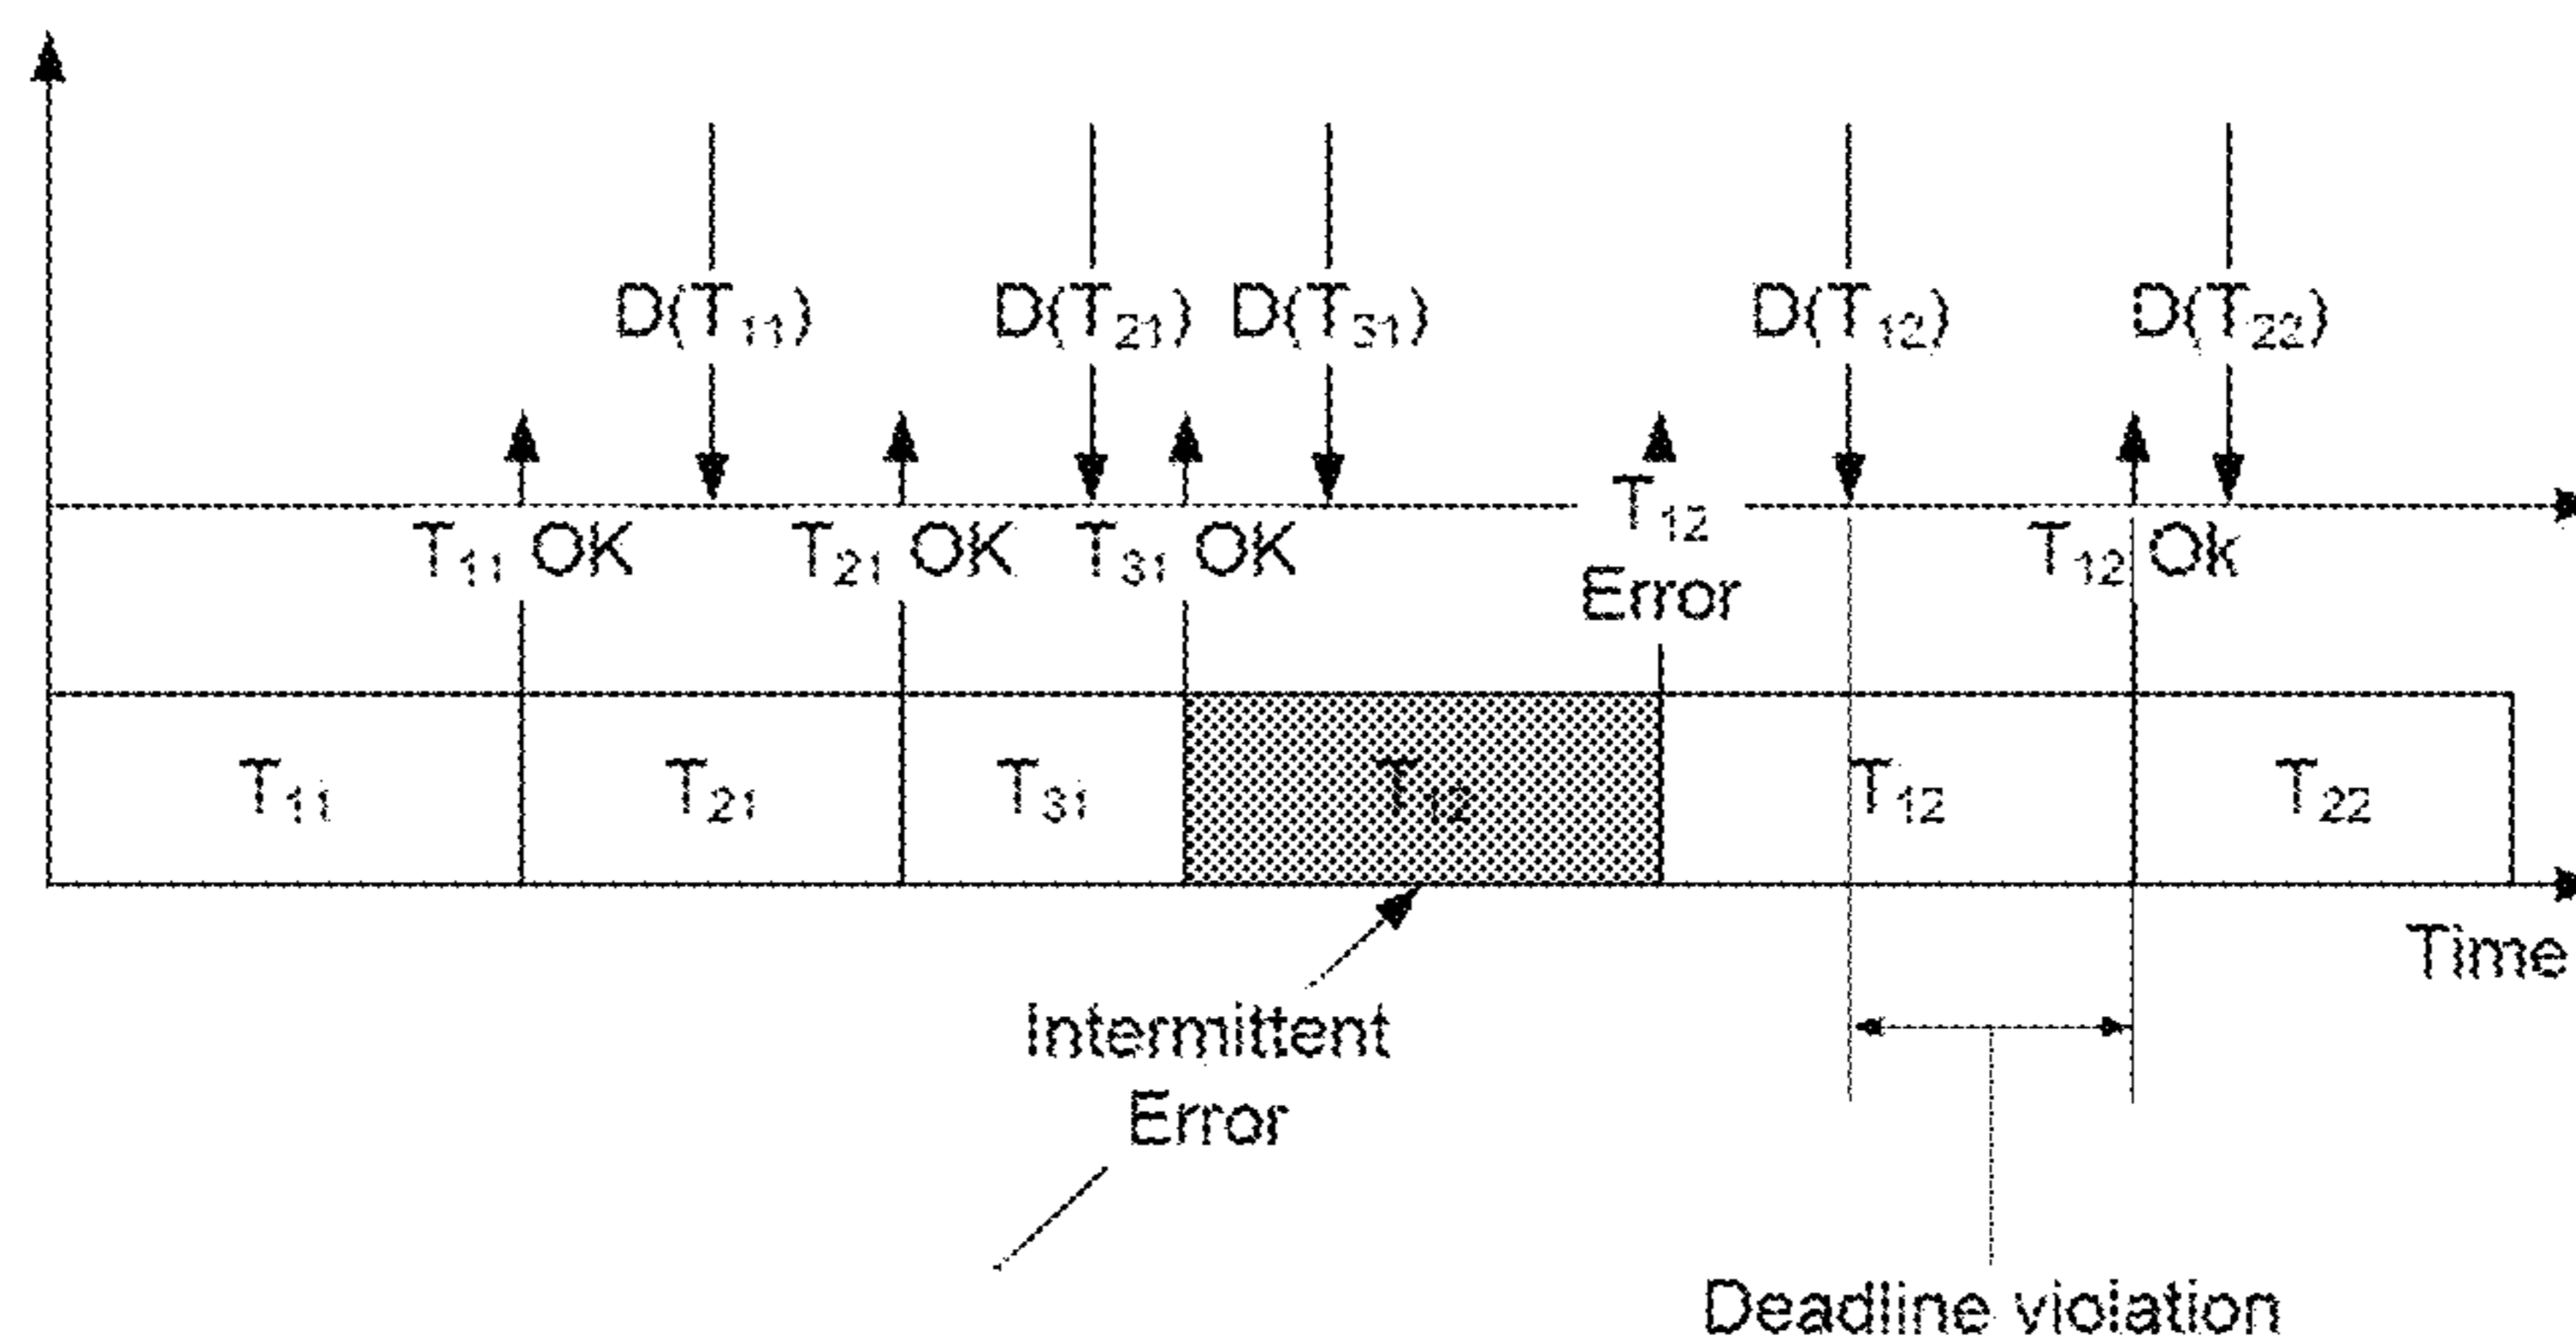 D(T₁₁) D(T₂₁) D(T₃₁) D(T₁₂) D(T₂₂)
T₁₁ OK T₂₁ OK T₃₁ OK T₁₂ Error T₁₂ Ok
T₁₁ T₂₁ T₃₁ T₁₂ T₁₂ T₂₂
Time
Intermittent
Error
Deadline violation